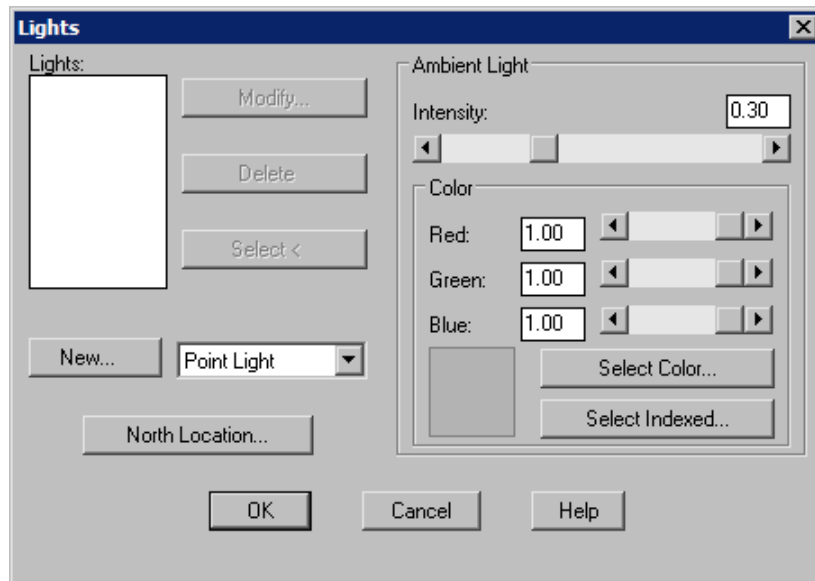 Lights
Lights:
Modify...
Delete
Select <
New...
Point Light
North Location...
Ambient Light
Intensity:
0.30
Color
Red:
1.00
Green:
1.00
Blue:
1.00
Select Color...
Select Indexed...
OK
Cancel
Help